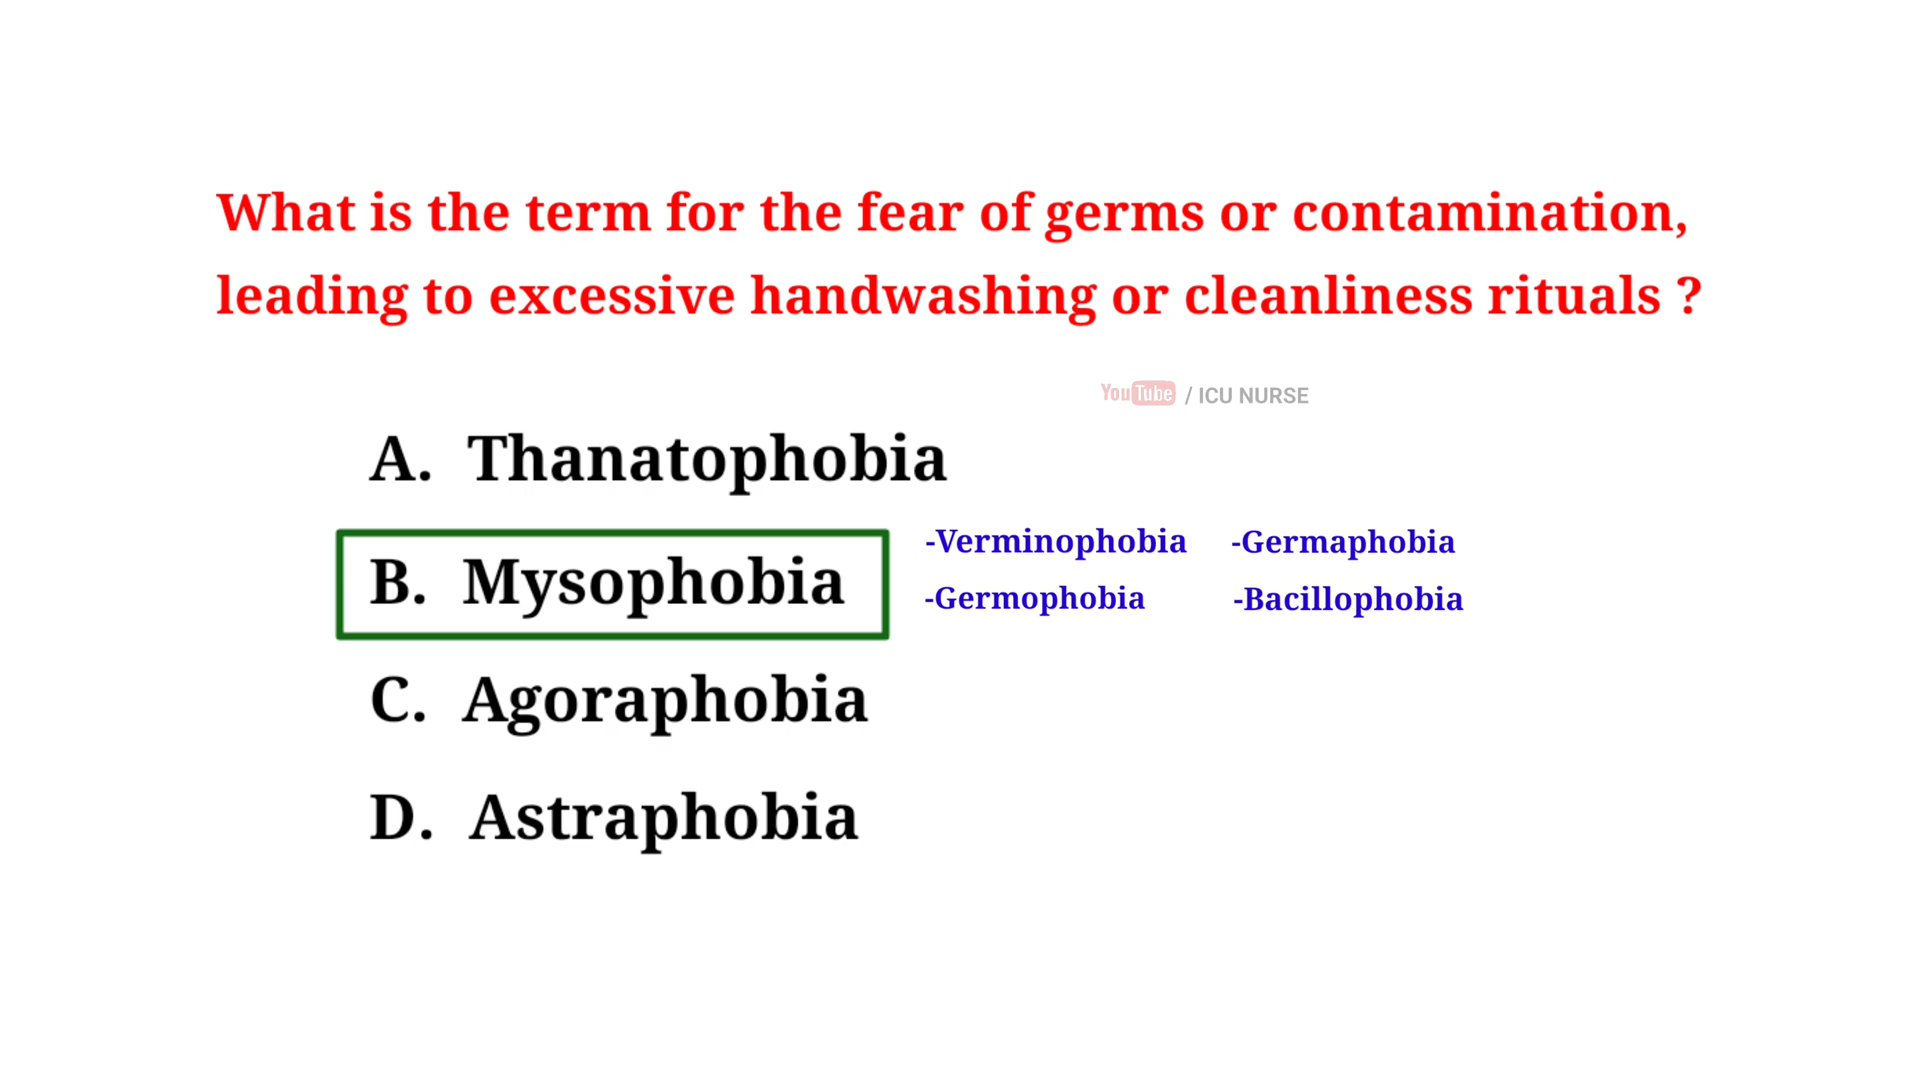 What is the term for the fear of germs or contamination,
leading to excessive handwashing or cleanliness rituals ?
YouTube / ICU NURSE
A. Thanatophobia
B. Mysophobia
-Verminophobia -Germaphobia
-Germophobia -Bacillophobia
C. Agoraphobia
D. Astraphobia